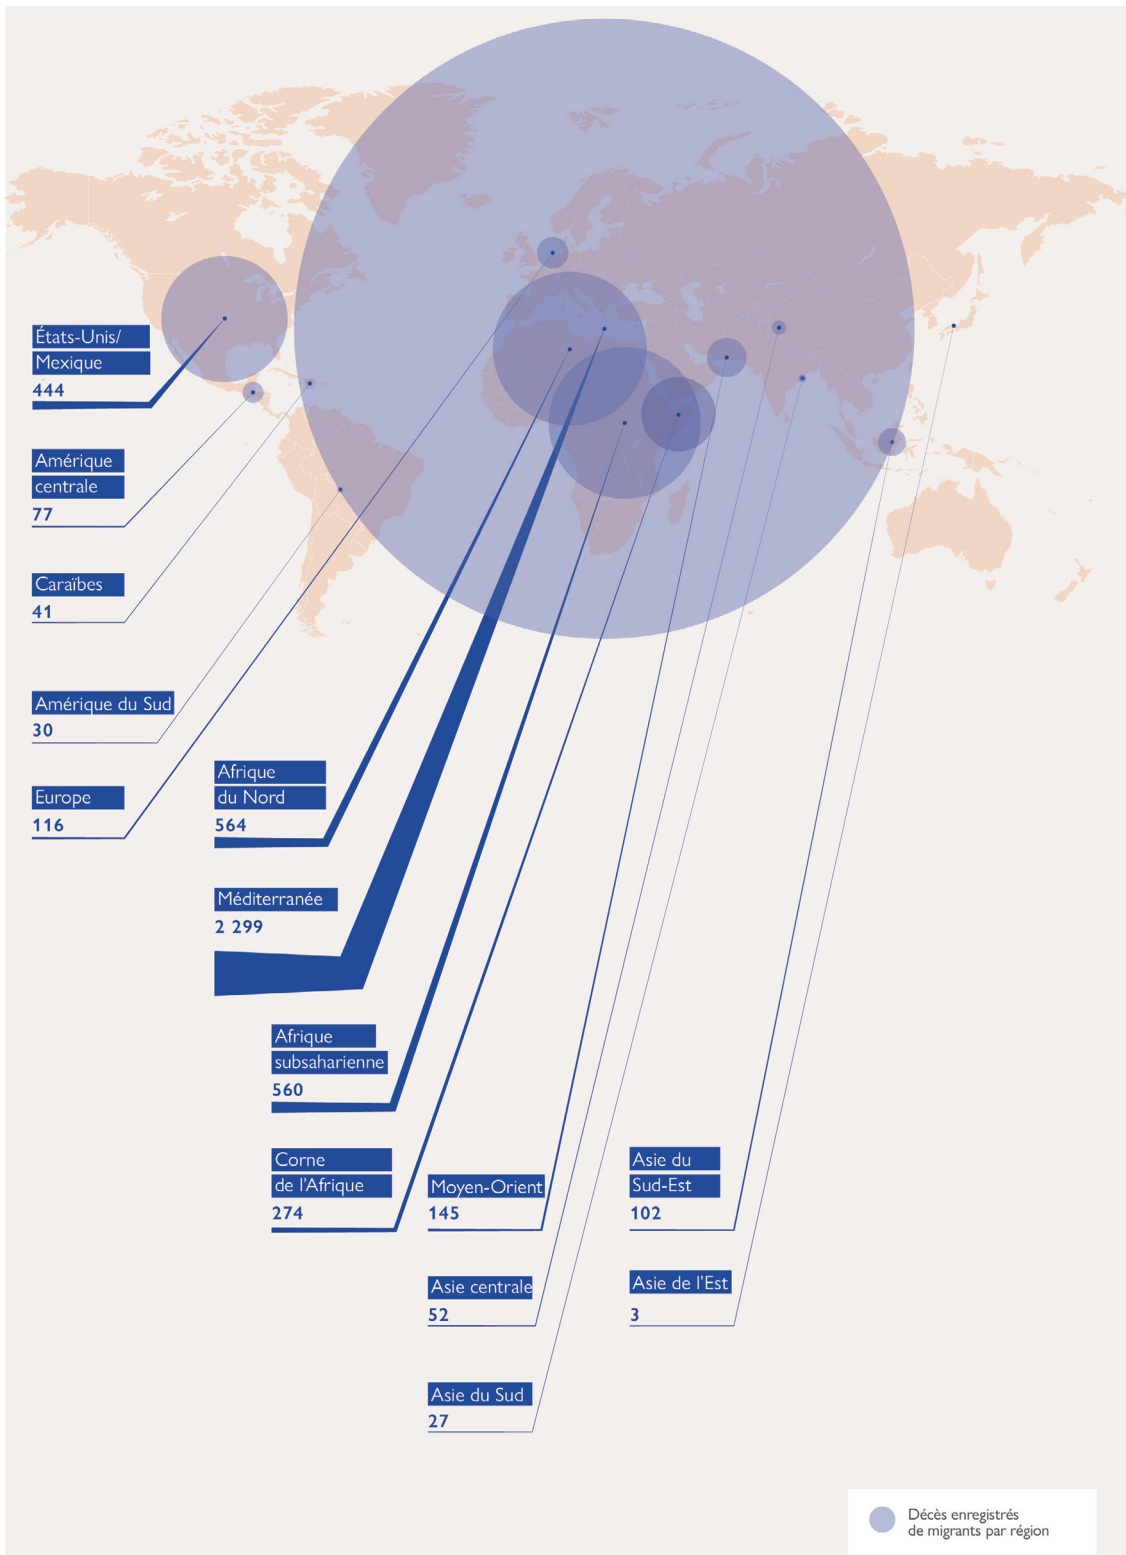 États-Unis/
Mexique
444
Amérique
centrale
77
Caraïbes
41
Amérique du Sud
30
Europe
116
Afrique
du Nord
564
Méditerranée
2 299
Afrique
subsaharienne
560
Corne
de l'Afrique
274
Moyen-Orient
145
Asie centrale
52
Asie du Sud
27
Asie du
Sud-Est
102
Asie de l'Est
3
Décès enregistrés
de migrants par région